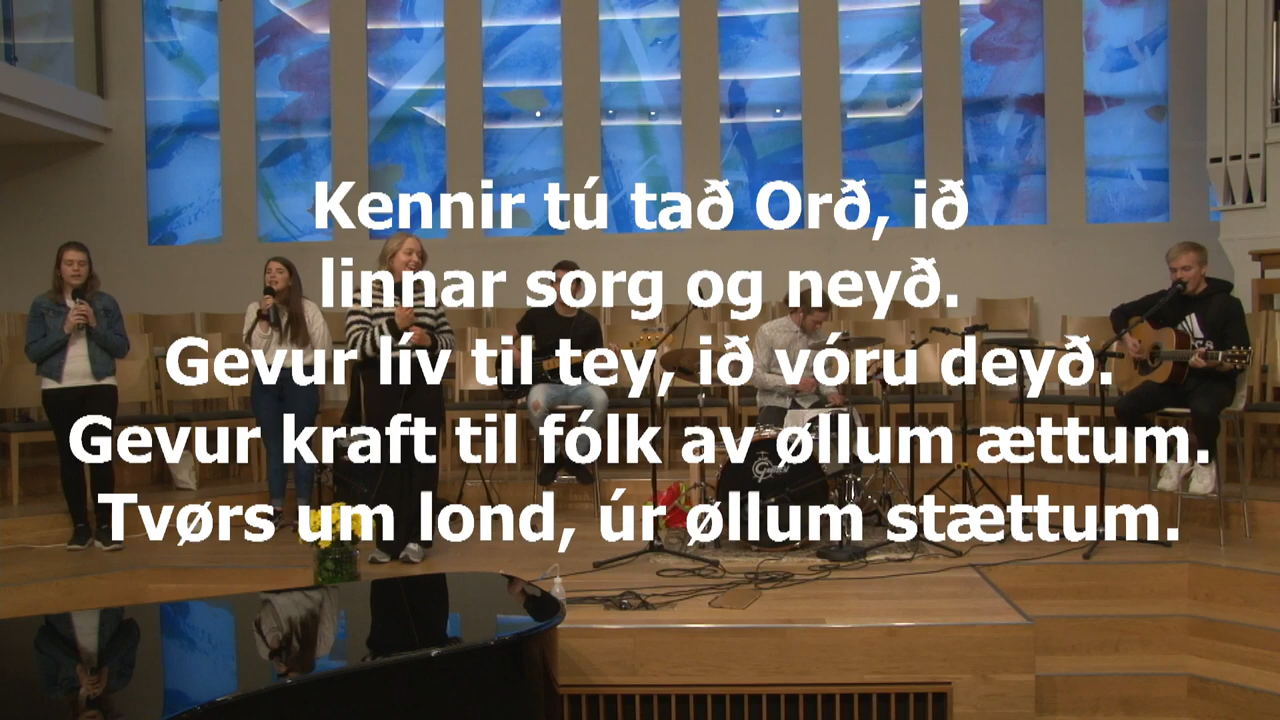 Kennir tú tað Orð, ið
linnar sorg og neyð.
Gevur lív til tey, ið vóru deyð.
Gevur kraft til fólk av øllum ættum.
Tvørs um lond, úr øllum stættum.
Gretsch